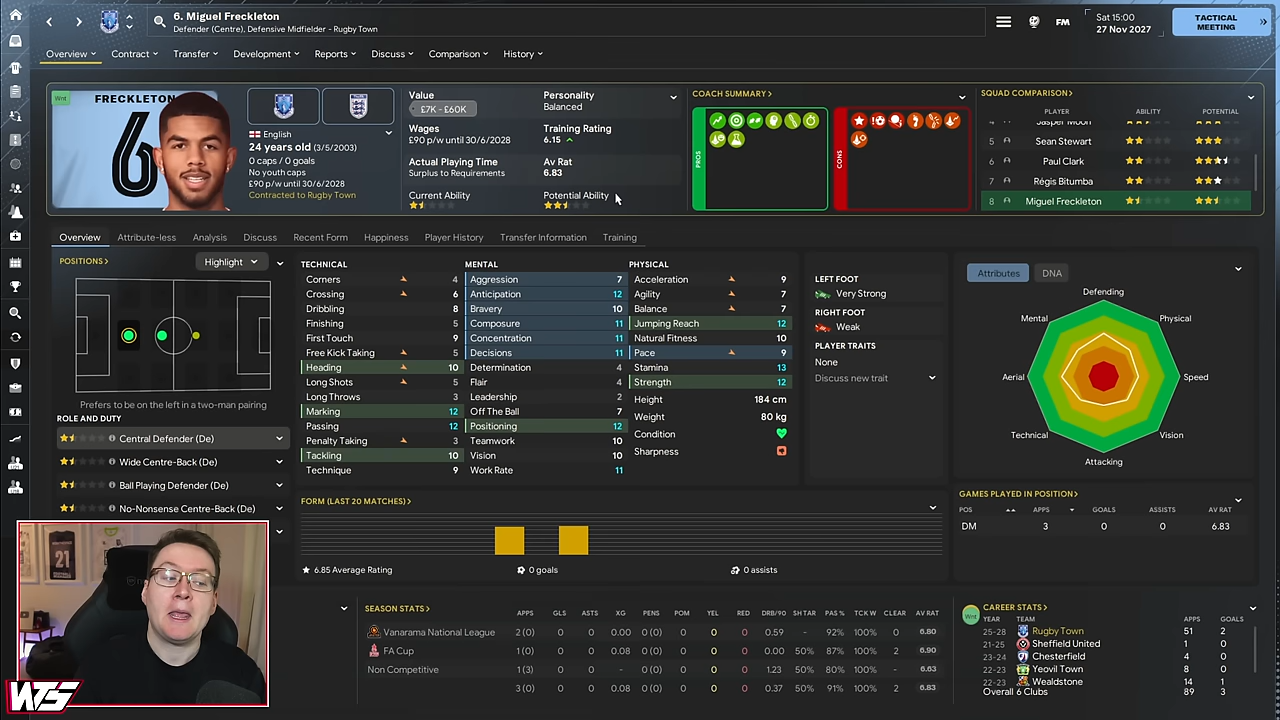 6. Miguel Freckleton
Defender (Centre), Defensive Midfielder - Rugby Town
FM
Sat 15:00
27 Nov 2027
TACTICAL MEETING
Overview
Contract
Transfer
Development
Reports
Discuss
Comparison
History
Wnt
FRECKLETON
6
English
24 years old (3/5/2003)
0 caps / 0 goals
No youth caps
£90 p/w until 30/6/2028
Contracted to Rugby Town
Value
£7K - £60K
Wages
£90 p/w until 30/6/2028
Actual Playing Time
Surplus to Requirements
Current Ability
Personality
Balanced
Training Rating
6.15
Av Rat
6.83
Potential Ability
COACH SUMMARY >
PROS
CONS
SQUAD COMPARISON >
PLAYER ABILITY POTENTIAL
5 Sean Stewart
6 Paul Clark
7 Régis Bitumba
8 Miguel Freckleton
Overview Attribute-less Analysis Discuss Recent Form Happiness Player History Transfer Information Training
POSITIONS >
Highlight
Prefers to be on the left in a two-man pairing
ROLE AND DUTY
Central Defender (De)
Wide Centre-Back (De)
Ball Playing Defender (De)
No-Nonsense Centre-Back (De)
TECHNICAL
Corners 4
Crossing 6
Dribbling 8
Finishing 5
First Touch 9
Free Kick Taking 5
Heading 10
Long Shots 5
Long Throws 3
Marking 12
Passing 12
Penalty Taking 3
Tackling 10
Technique 9
MENTAL
Aggression 7
Anticipation 12
Bravery 10
Composure 11
Concentration 11
Decisions 11
Determination 4
Flair 4
Leadership 2
Off The Ball 7
Positioning 12
Teamwork 10
Vision 10
Work Rate 11
PHYSICAL
Acceleration 9
Agility 7
Balance 7
Jumping Reach 12
Natural Fitness 10
Pace 9
Stamina 13
Strength 12
Height 184 cm
Weight 80 kg
Condition
Sharpness
LEFT FOOT
Very Strong
RIGHT FOOT
Weak
PLAYER TRAITS
None
Discuss new trait
Attributes DNA
Defending
Physical
Speed
Vision
Attacking
Technical
Aerial
Mental
FORM (LAST 20 MATCHES) >
6.85 Average Rating
0 goals
0 assists
GAMES PLAYED IN POSITION >
POS APPS GOALS ASSISTS AV RAT
DM 3 0 0 6.83
SEASON STATS >
APPS GLS ASTS XG PENS POM YEL RED DRB/90 SH TAR PAS % TCK W CLEAR AV RAT
Vanarama National League 2 (0) 0 0 0.00 0 (0) 0 0 0 0.59 - 92% 100% 0 6.80
FA Cup 1 (0) 0 0 0.08 0 (0) 0 0 0 0.00 50% 87% 100% 2 6.90
Non Competitive 1 (3) 0 0 - 0 (0) 0 0 0 1.23 50% 80% 100% - 6.63
3 (0) 0 0 0.08 0 (0) 0 0 0 0.37 50% 91% 100% 2 6.83
Wnt
CAREER STATS >
YEAR TEAM APPS GOALS
25-28 Rugby Town 51 2
21-25 Sheffield United 1 0
23-24 Chesterfield 4 0
22-23 Yeovil Town 8 0
22-23 Wealdstone 14 1
Overall 6 Clubs 89 3
21
WTS